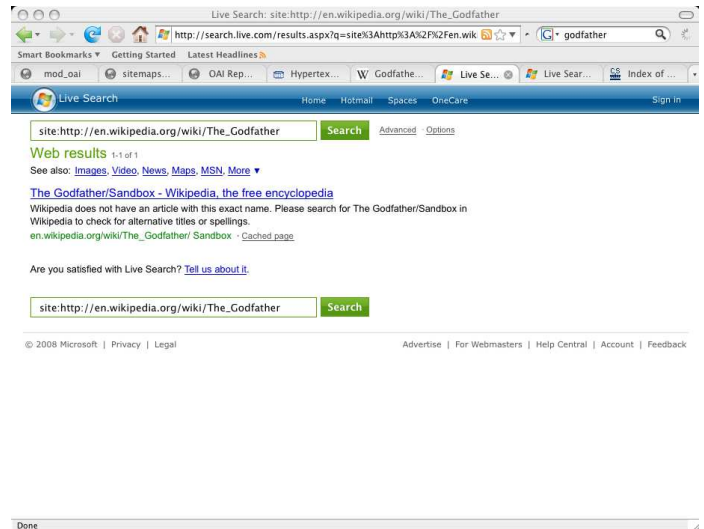 Live Search: site:http://en.wikipedia.org/wiki/The_Godfather
http://search.live.com/results.aspx?q=site%3Ahttp%3A%2F%2Fen.wik
G godfather
Smart Bookmarks Getting Started Latest Headlines
mod_oai sitemaps... OAI Rep... Hypertex... W Godfathe... Live Se... Live Sear... CS Index of ...
Live Search Home Hotmail Spaces OneCare Sign in
site:http://en.wikipedia.org/wiki/The_Godfather Search Advanced · Options
Web results 1-1 of 1
See also: Images, Video, News, Maps, MSN, More ▼
The Godfather/Sandbox - Wikipedia, the free encyclopedia
Wikipedia does not have an article with this exact name. Please search for The Godfather/Sandbox in
Wikipedia to check for alternative titles or spellings.
en.wikipedia.org/wiki/The_Godfather/ Sandbox · Cached page
Are you satisfied with Live Search? Tell us about it.
site:http://en.wikipedia.org/wiki/The_Godfather Search
© 2008 Microsoft | Privacy | Legal Advertise | For Webmasters | Help Central | Account | Feedback
Done